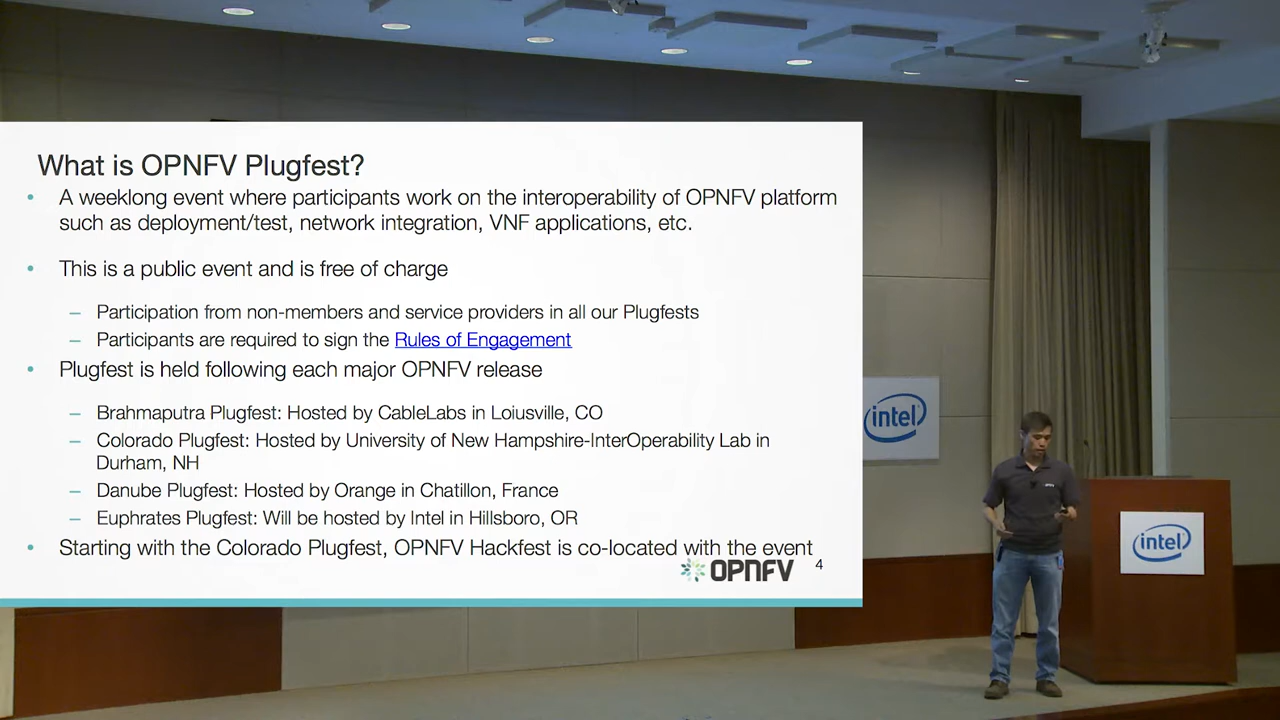 What is OPNFV Plugfest?
• A weeklong event where participants work on the interoperability of OPNFV platform
such as deployment/test, network integration, VNF applications, etc.
• This is a public event and is free of charge
– Participation from non-members and service providers in all our Plugfests
– Participants are required to sign the Rules of Engagement
• Plugfest is held following each major OPNFV release
– Brahmaputra Plugfest: Hosted by CableLabs in Loiusville, CO
– Colorado Plugfest: Hosted by University of New Hampshire-InterOperability Lab in
Durham, NH
– Danube Plugfest: Hosted by Orange in Chatillon, France
– Euphrates Plugfest: Will be hosted by Intel in Hillsboro, OR
• Starting with the Colorado Plugfest, OPNFV Hackfest is co-located with the event
OPNFV
4
intel
intel